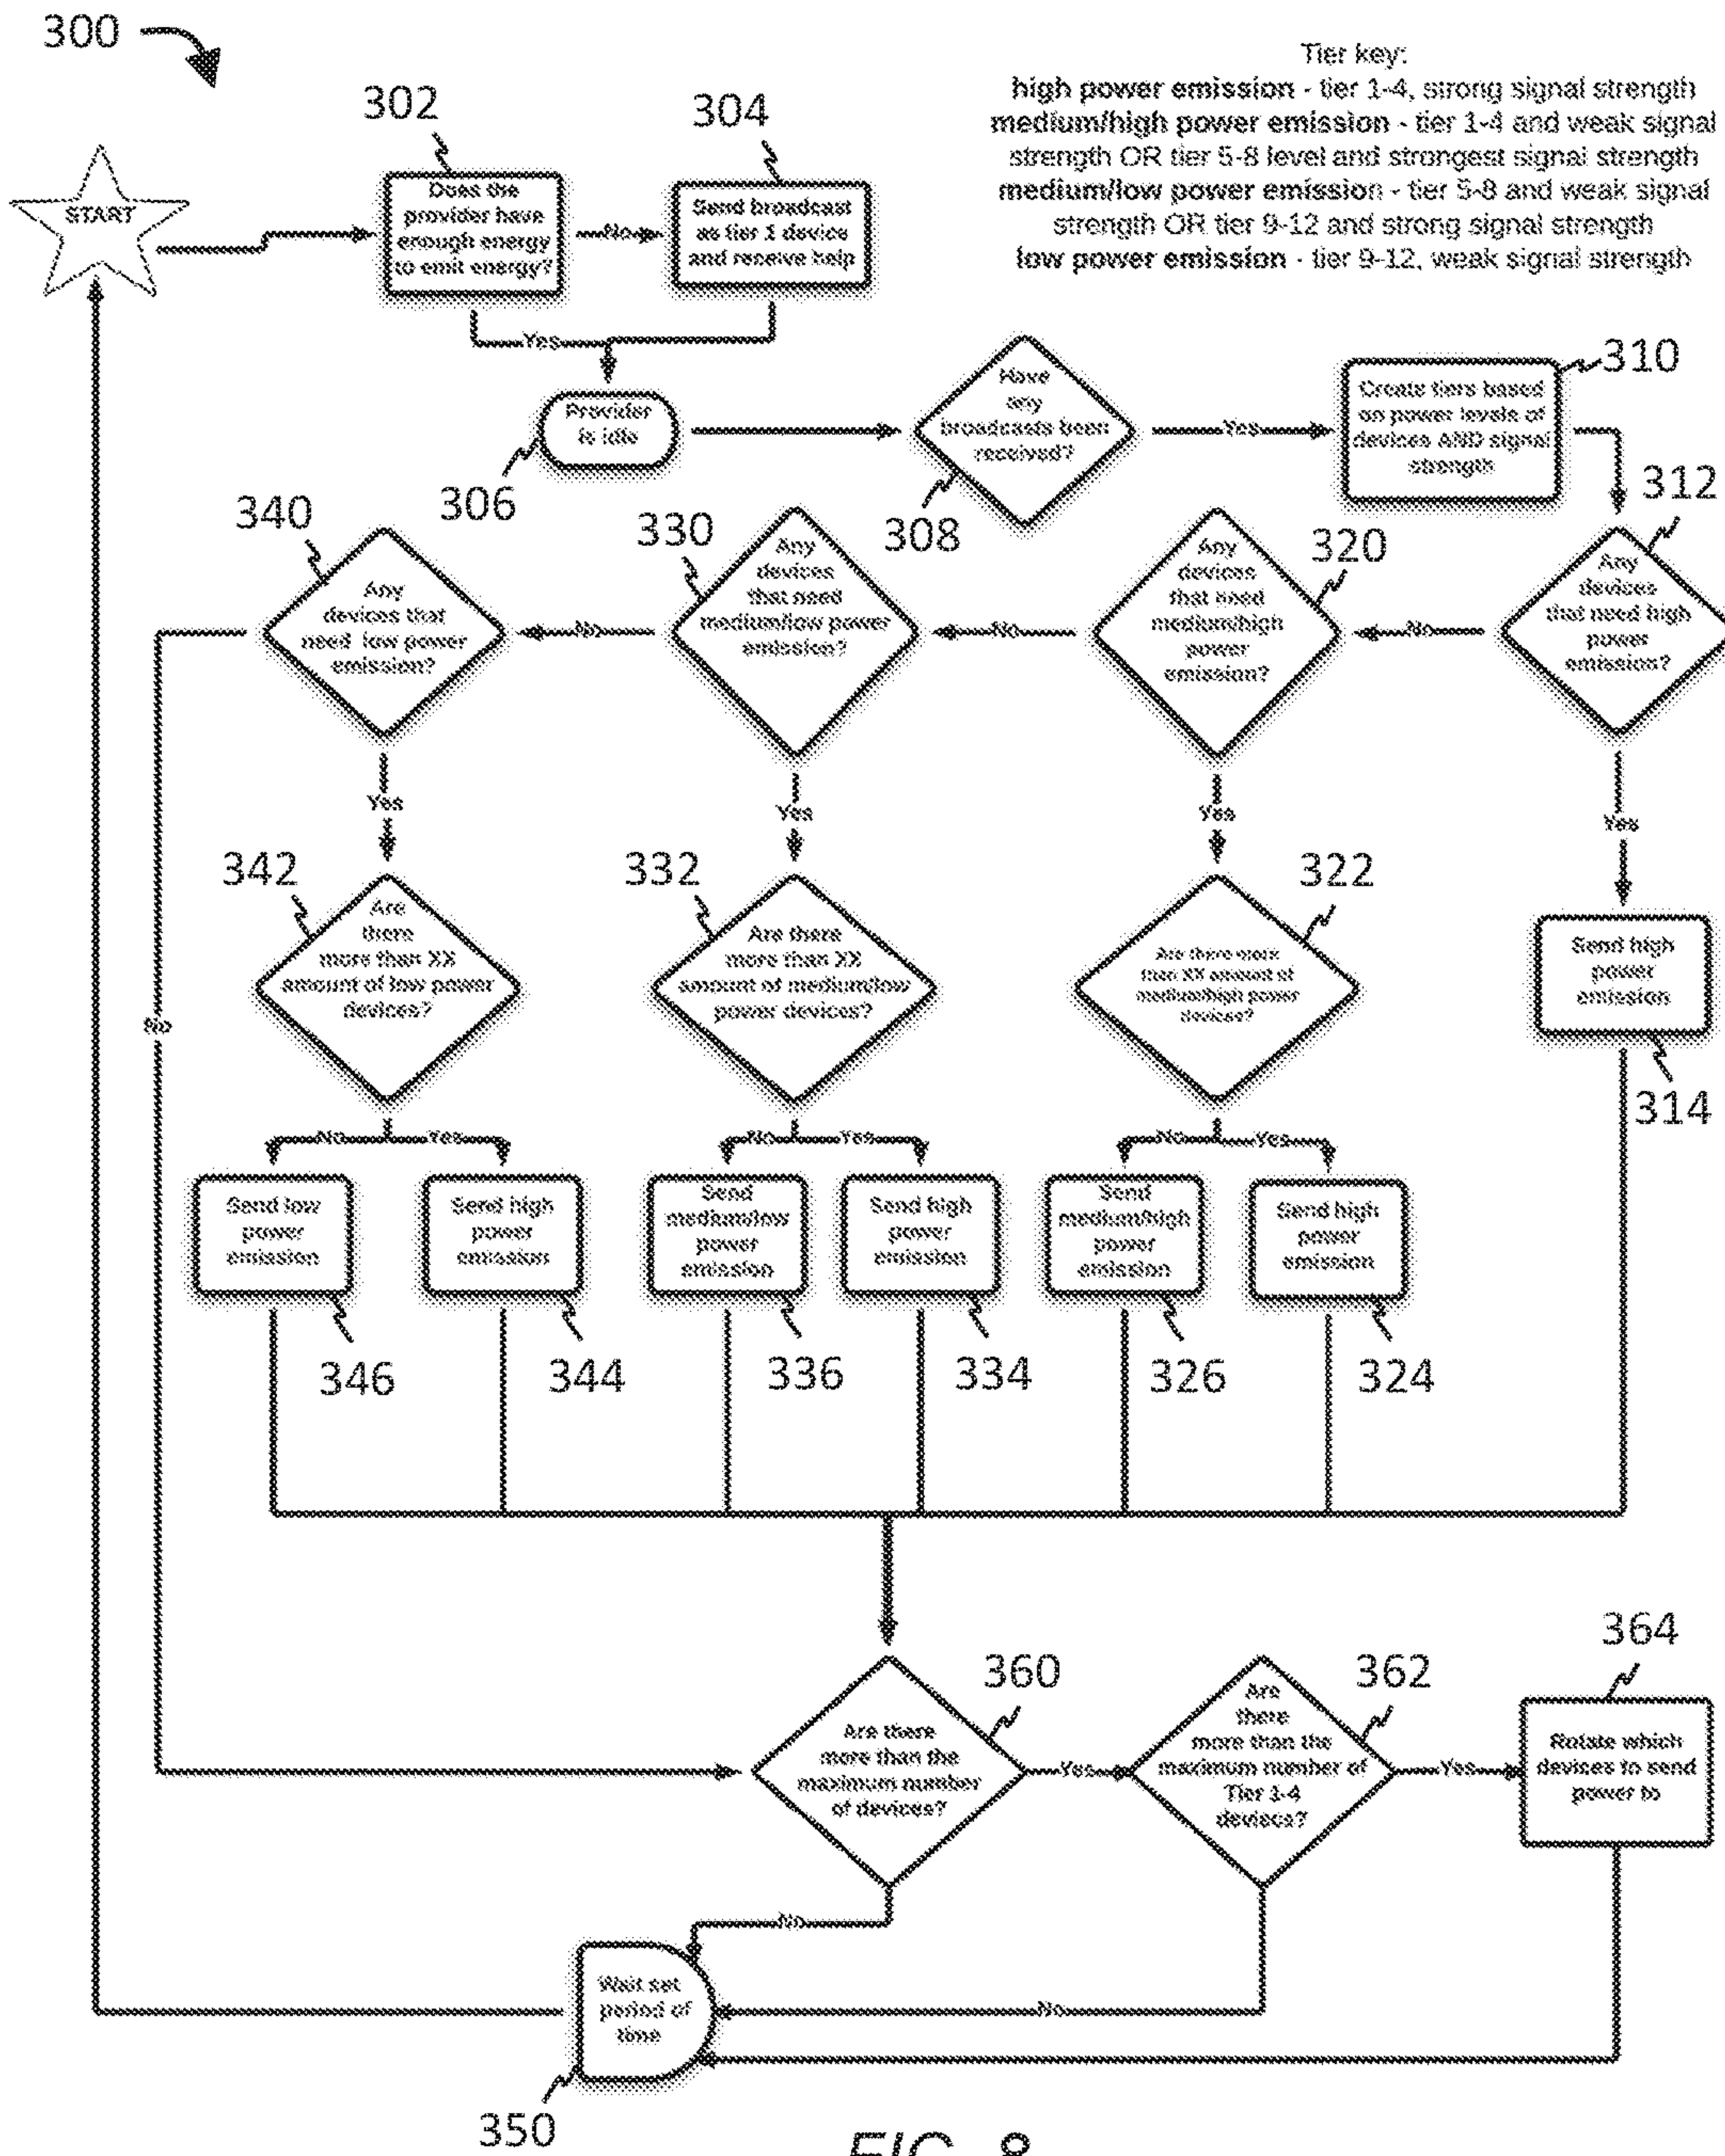 300
Tier key:
high power emission - tier 1-4, strong signal strength
medium/high power emission - tier 1-4 and weak signal
strength OR tier 5-8 level and strongest signal strength
medium/low power emission - tier 5-8 and weak signal
strength OR tier 9-12 and strong signal strength
low power emission - tier 9-12, weak signal strength
302
304
START
Does the
provider have
enough energy
to emit energy?
No
Send broadcast
as tier 1 device
and receive help
Yes
Provider
is idle
306
Have
any
broadcasts been
received?
308
Yes
310
Create tiers based
on power levels of
devices AND signal
strength
312
Any
devices
that need high
power
emission?
No
320
Any
devices
that need
medium/high
power
emission?
No
330
Any
devices
that need
medium/low power
emission?
No
340
Any
devices that
need low power
emission?
No
Yes
Yes
Yes
Yes
342
Are
there
more than XX
amount of low power
devices?
332
Are there
more than XX
amount of medium/low
power devices?
322
Are there more
than XX amount of
medium/high power
devices?
Send high
power
emission
314
No
Yes
No
Yes
No
Yes
Send low
power
emission
346
Send high
power
emission
344
Send
medium/low
power
emission
336
Send high
power
emission
334
Send
medium/high
power
emission
326
Send high
power
emission
324
360
Are there
more than the
maximum number
of devices?
Yes
362
Are
there
more than the
maximum number of
Tier 1-4
devices?
Yes
364
Rotate which
devices to send
power to
No
No
Wait set
period of
time
350
FIG. 8